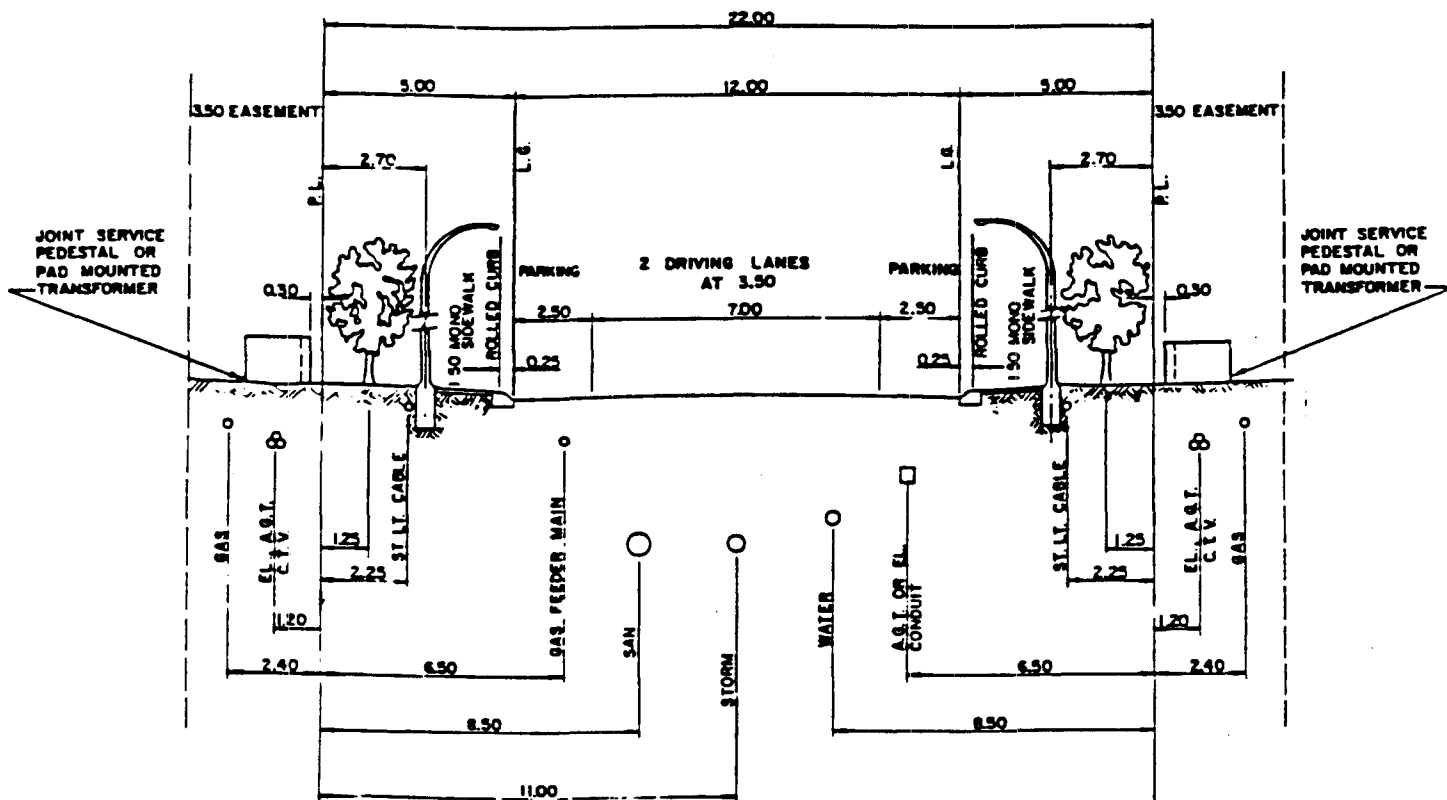 22.00
5.00
12.00
5.00
3.50 EASEMENT
3.50 EASEMENT
2.70
L.G.
L.G.
2.70
P.L.
P.L.
JOINT SERVICE
PEDESTAL OR
PAD MOUNTED
TRANSFORMER
JOINT SERVICE
PEDESTAL OR
PAD MOUNTED
TRANSFORMER
0.30
1.50 MONO
SIDEWALK
ROLLED CURB
PARKING
2 DRIVING LANES
AT 3.50
PARKING
ROLLED CURB
1.50 MONO
SIDEWALK
0.30
2.50
7.00
2.50
0.25
0.25
GAS
EL., A.G.T.
C.T.V.
1.25
2.25
ST. LT. CABLE
GAS FEEDER MAIN
SAN
STORM
WATER
A.G.T. OR EL.
CONDUIT
ST. LT. CABLE
1.25
2.25
EL., A.G.T.
C.T.V.
GAS
1.20
1.20
2.40
6.50
6.50
2.40
8.50
8.50
11.00